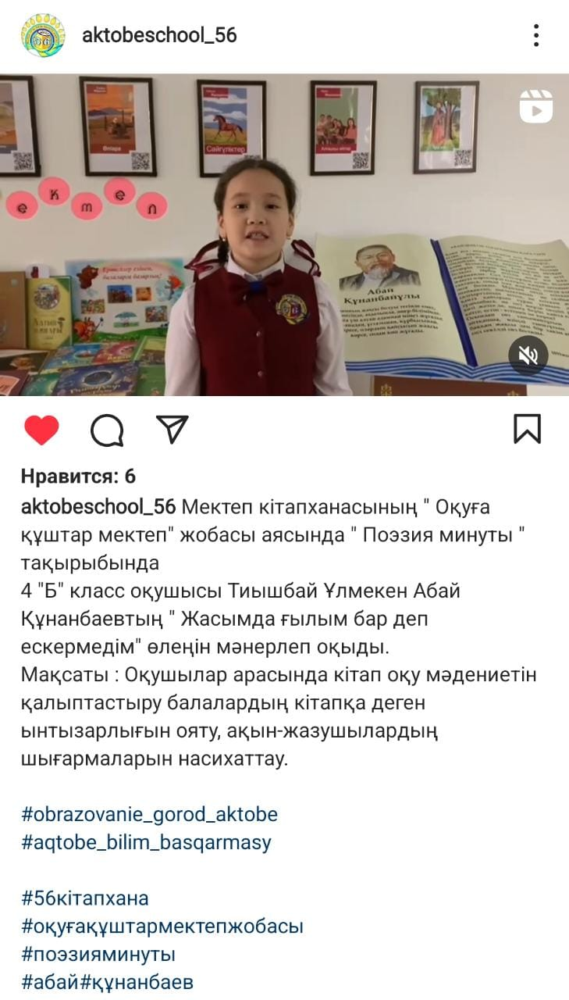 aktobeschool_56
Өліара
Сайгүліктер
ә к м е п
Ертегілер елінен,
балаларға базарлық!
Алтын
Абай
Құнанбайұлы
56
Нравится: 6
aktobeschool_56 Мектеп кітапханасының " Оқуға
құштар мектеп" жобасы аясында " Поэзия минуты "
тақырыбында
4 "Б" класс оқушысы Тиышбай Ұлмекен Абай
Құнанбаевтың " Жасымда ғылым бар деп
ескермедім" өлеңін мәнерлеп оқыды.
Мақсаты : Оқушылар арасында кітап оқу мәдениетін
қалыптастыру балалардың кітапқа деген
ынтызарлығын ояту, ақын-жазушылардың
шығармаларын насихаттау.
#obrazovanie_gorod_aktobe
#aqtobe_bilim_basqarmasy
#56кітапхана
#оқуғақұштармектепжобасы
#поэзияминуты
#абай#құнанбаев